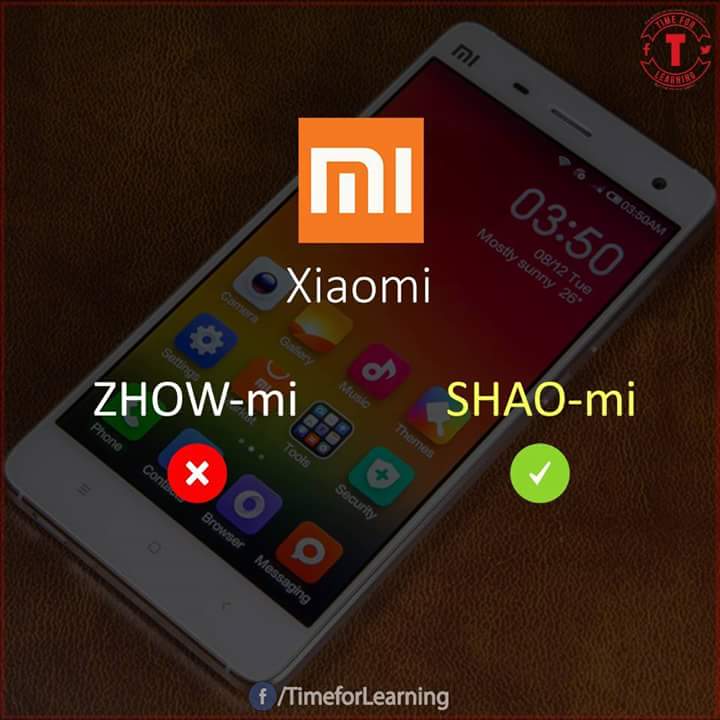 TIME FOR
T
LEARNING
mi
mi
03:50AM
03:50
08/12 Tue
Mostly sunny 26°
Xiaomi
Camera
Gallery
Music
Themes
Settings
Tools
Security
ZHOW-mi
SHAO-mi
Phone
Contacts
Browser
Messaging
f /TimeforLearning